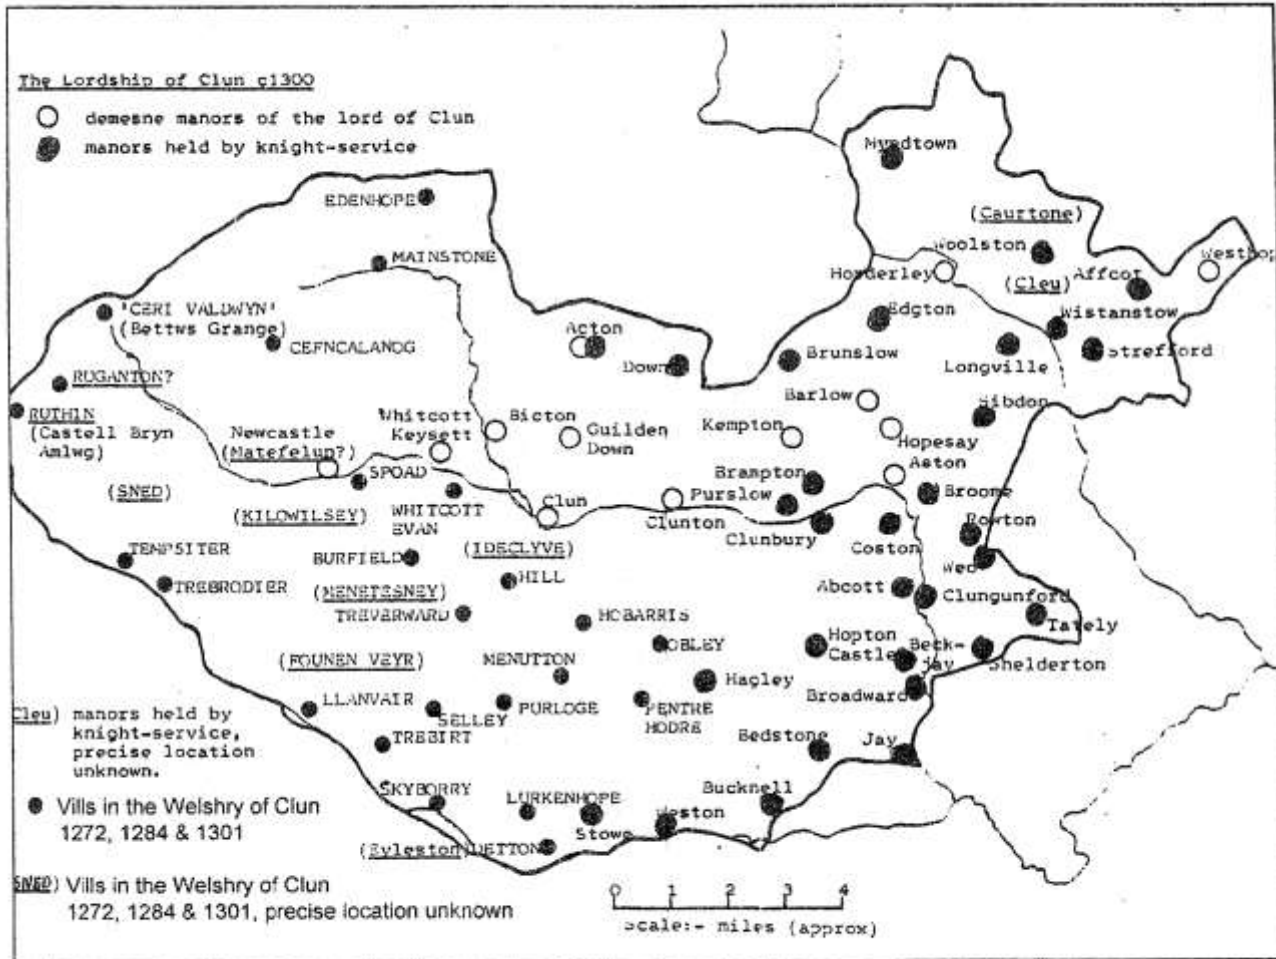 The Lordship of Clun c1300
demesne manors of the lord of Clun
manors held by knight-service
Myndtown
EDENHOPE
(Caurtone)
Woolston
MAINSTONE
Horderley
(Cleu)
Affcot
'CERI VALDWYN'
(Bettws Grange)
Edgton
Wistanstow
Acton
CEFNCALANOG
Down
Brunslow
Longville
Strefford
RUGANTON?
Barlow
Sibdon
RUTHIN
(Castell Bryn
Amlwg)
Newcastle
(Matefelun?)
Whitcott
Keysett
Bicton
Guilden
Down
Kempton
Hopesay
Aston
SPOAD
Brampton
Broome
(SNED)
(KILOWILSEY)
WHITCOTT
EVAN
Clun
Clunton
Purslow
Clunbury
Coston
Rowton
TEMPSITER
BURFIELD
(IDECLYVE)
Weo
TREBRODIER
(MENETESNEY)
HILL
Abcott
Clungunford
TREVERWARD
HOBARRIS
Tately
(FOUNEN VEYR)
MENUTTON
OBLEY
Hopton
Castle
Beck-
jay
Shelderton
LLANVAIR
SELLEY
PURLOGE
Hagley
PENTRE
HODRE
Broadward
Cleu) manors held by
knight-service,
precise location
unknown.
TREBIRT
Bedstone
Jay
SKYBORRY
LURKENHOPE
Bucknell
Vills in the Welshry of Clun
1272, 1284 & 1301
Stowe
Weston
(Eyleston)
DETTON
SNED) Vills in the Welshry of Clun
1272, 1284 & 1301, precise location unknown
0 1 2 3 4
Scale:- miles (approx)